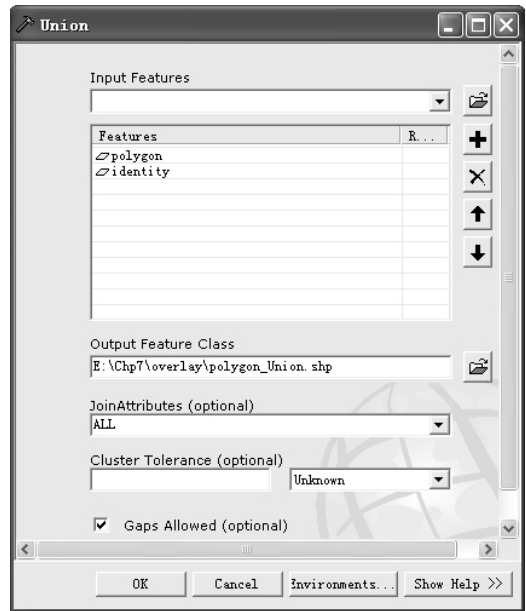 Union
Input Features
Features R...
polygon
identity
Output Feature Class
E:\Chp7\overlay\polygon_Union.shp
JoinAttributes (optional)
ALL
Cluster Tolerance (optional)
Unknown
Gaps Allowed (optional)
OK Cancel Environments... Show Help >>